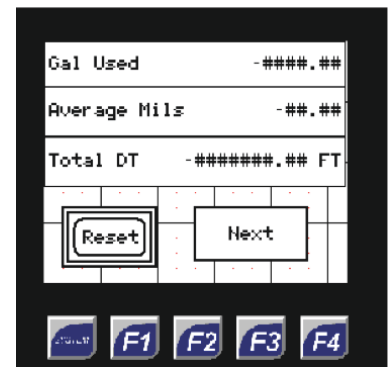 Gal Used -####.##
Average Mils -##.##
Total DT -#######.## FT
Reset Next
F1 F2 F3 F4